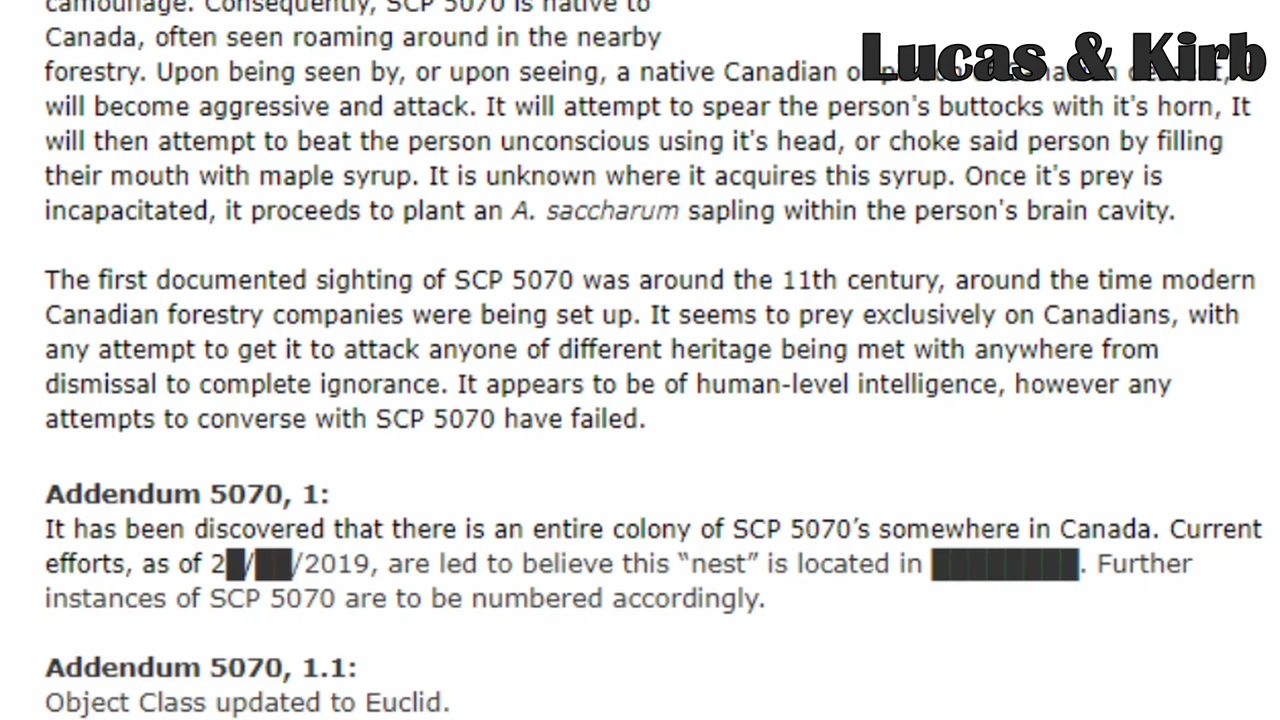 camouflage. Consequently, SCP 5070 is native to
Canada, often seen roaming around in the nearby
Lucas & Kirb
forestry. Upon being seen by, or upon seeing, a native Canadian
will become aggressive and attack. It will attempt to spear the person's buttocks with it's horn, It
will then attempt to beat the person unconscious using it's head, or choke said person by filling
their mouth with maple syrup. It is unknown where it acquires this syrup. Once it's prey is
incapacitated, it proceeds to plant an A. saccharum sapling within the person's brain cavity.
The first documented sighting of SCP 5070 was around the 11th century, around the time modern
Canadian forestry companies were being set up. It seems to prey exclusively on Canadians, with
any attempt to get it to attack anyone of different heritage being met with anywhere from
dismissal to complete ignorance. It appears to be of human-level intelligence, however any
attempts to converse with SCP 5070 have failed.
Addendum 5070, 1:
It has been discovered that there is an entire colony of SCP 5070’s somewhere in Canada. Current
efforts, as of 2█/██/2019, are led to believe this “nest” is located in ████████. Further
instances of SCP 5070 are to be numbered accordingly.
Addendum 5070, 1.1:
Object Class updated to Euclid.